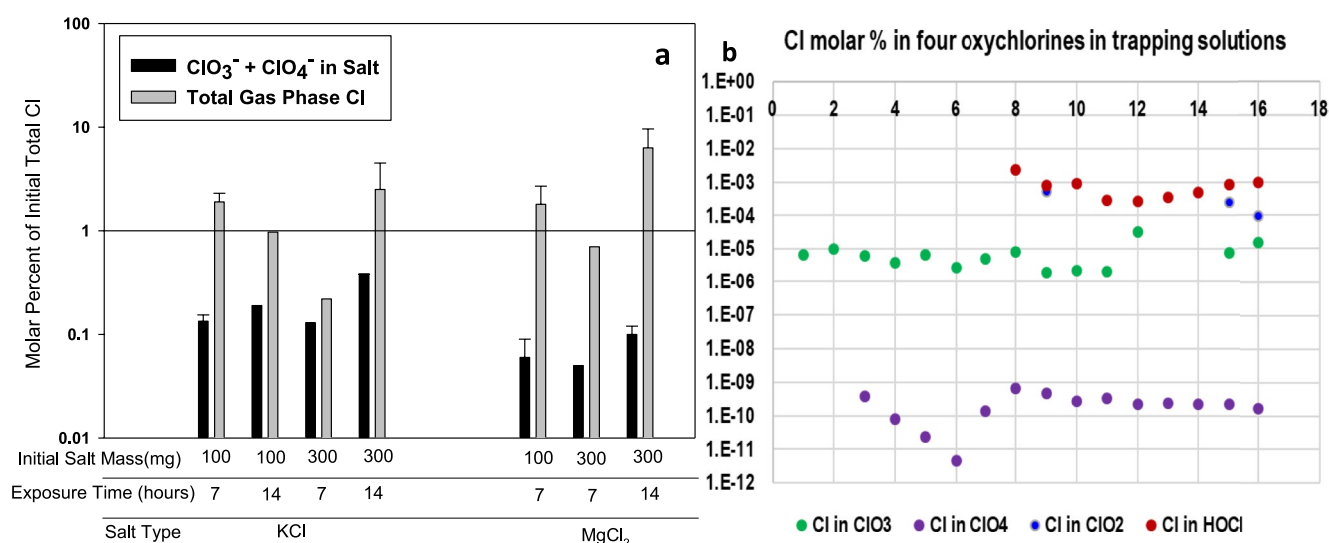 a
ClO3- + ClO4- in Salt
Total Gas Phase Cl
Molar Percent of Initial Total Cl
100
10
1
0.1
0.01
Initial Salt Mass(mg) 100 100 300 300 100 300 300
Exposure Time (hours) 7 14 7 14 7 7 14
Salt Type KCl MgCl2
b
Cl molar % in four oxychlorines in trapping solutions
1.E+00
0 2 4 6 8 10 12 14 16 18
1.E-01
1.E-02
1.E-03
1.E-04
1.E-05
1.E-06
1.E-07
1.E-08
1.E-09
1.E-10
1.E-11
1.E-12
Cl in ClO3 Cl in ClO4 Cl in ClO2 Cl in HOCl